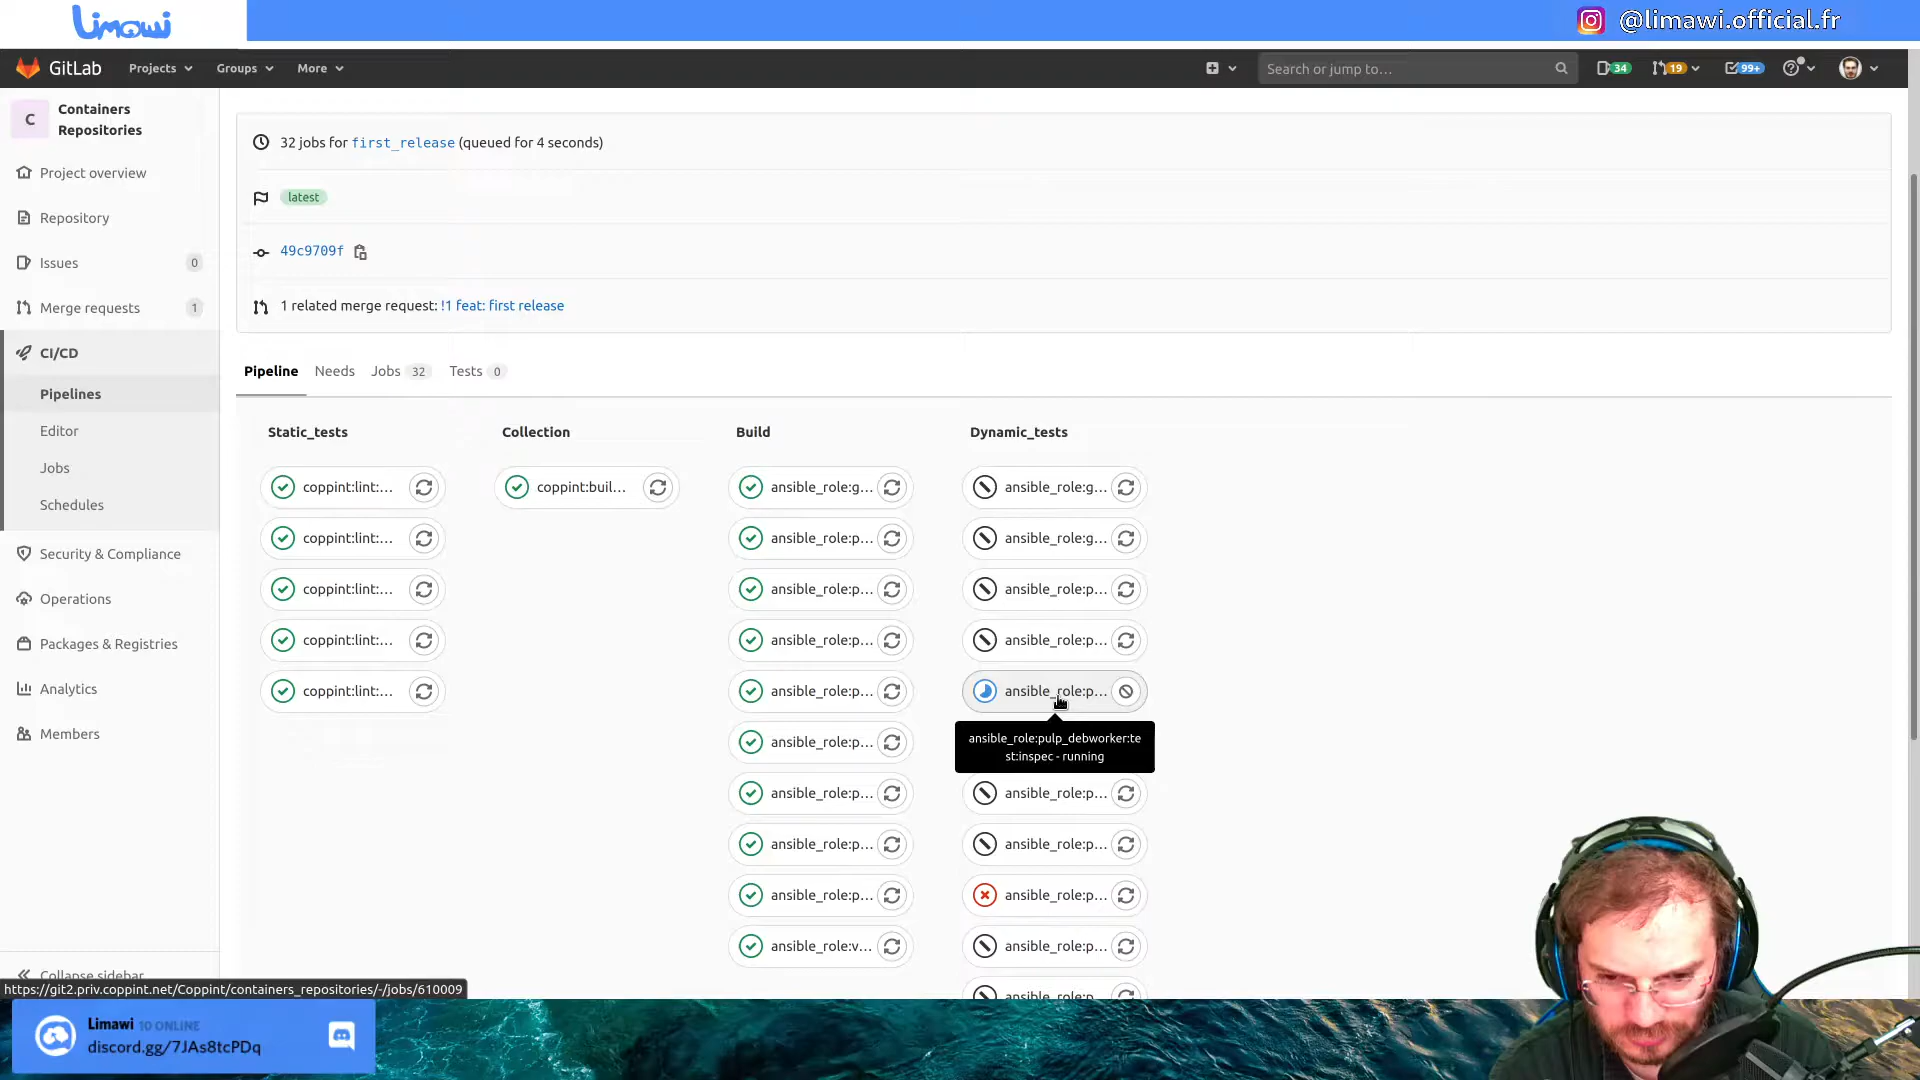 Limawi
@limawi.official.fr
GitLab
Projects
Groups
More
Search or jump to…
34
19
99+
C
Containers
Repositories
Project overview
Repository
Issues
0
Merge requests
1
CI/CD
Pipelines
Editor
Jobs
Schedules
Security & Compliance
Operations
Packages & Registries
Analytics
Members
Collapse sidebar
32 jobs for first_release (queued for 4 seconds)
latest
49c9709f
1 related merge request: !1 feat: first release
Pipeline
Needs
Jobs 32
Tests 0
Static_tests
coppint:lint:...
coppint:lint:...
coppint:lint:...
coppint:lint:...
coppint:lint:...
Collection
coppint:buil...
Build
ansible_role:g...
ansible_role:p...
ansible_role:p...
ansible_role:p...
ansible_role:p...
ansible_role:p...
ansible_role:p...
ansible_role:p...
ansible_role:p...
ansible_role:v...
Dynamic_tests
ansible_role:g...
ansible_role:g...
ansible_role:p...
ansible_role:p...
ansible_role:p...
ansible_role:pulp_debworker:te
st:inspec - running
ansible_role:p...
ansible_role:p...
ansible_role:p...
ansible_role:p...
ansible_role:p...
https://git2.priv.coppint.net/Coppint/containers_repositories/-/jobs/610009
Limawi 10 ONLINE
discord.gg/7JAs8tcPDq